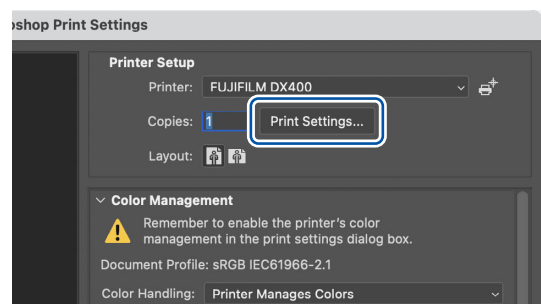 oshop Print Settings
Printer Setup
Printer: FUJIFILM DX400
Copies: 1 Print Settings...
Layout:
Color Management
Remember to enable the printer's color
management in the print settings dialog box.
Document Profile: sRGB IEC61966-2.1
Color Handling: Printer Manages Colors